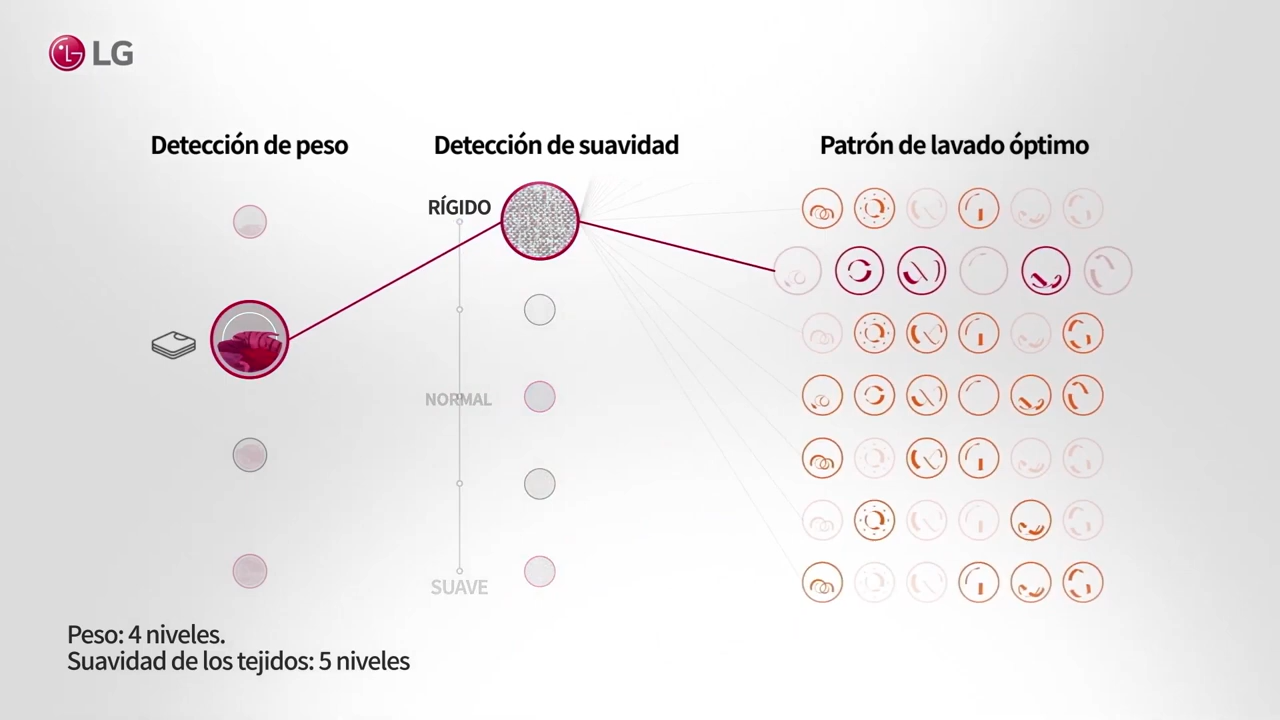 LG
Detección de peso
Detección de suavidad
Patrón de lavado óptimo
RÍGIDO
NORMAL
SUAVE
Peso: 4 niveles.
Suavidad de los tejidos: 5 niveles